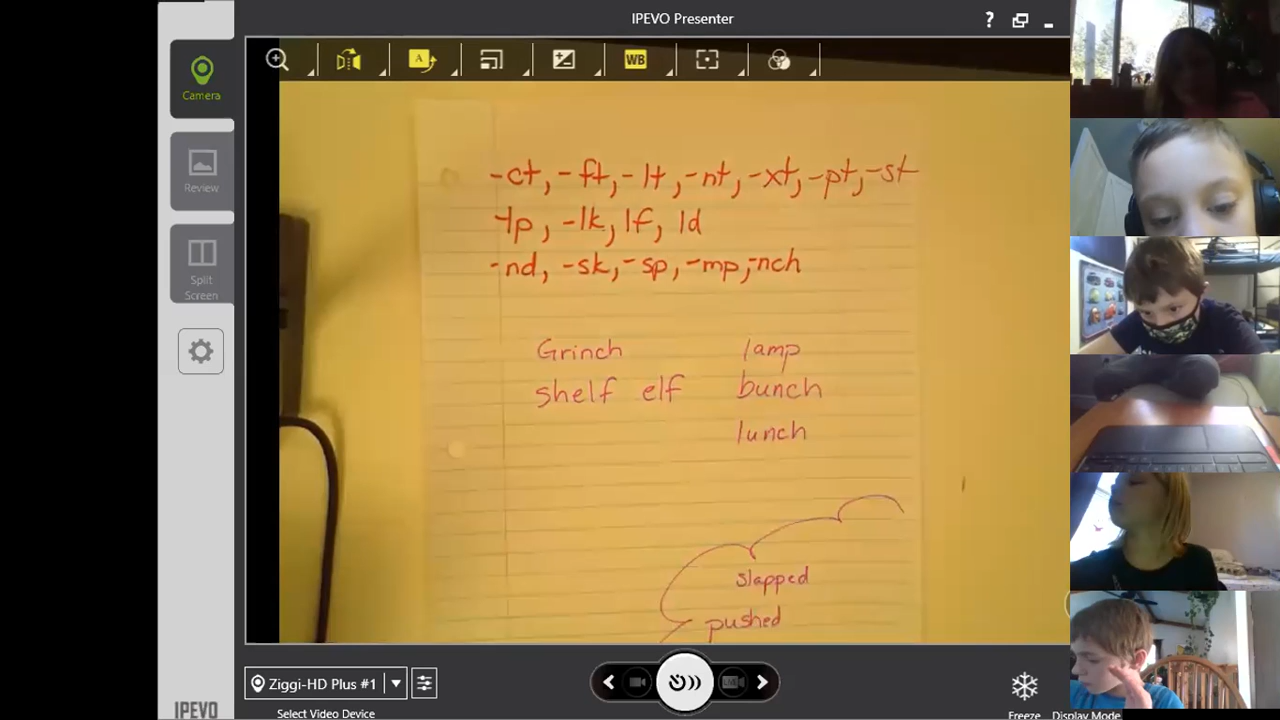 IPEVO Presenter
?
Camera
Review
Split
Screen
A
WB
-ct, -ft, -lt, -nt, -xt, -pt, -st
-lp, -lk, lf, ld
-nd, -sk, -sp, -mp, -nch
Grinch lamp
shelf elf bunch
lunch
slapped
pushed
Ziggi-HD Plus #1
Select Video Device
LIVE
Freeze
Display Mode
IPEVO